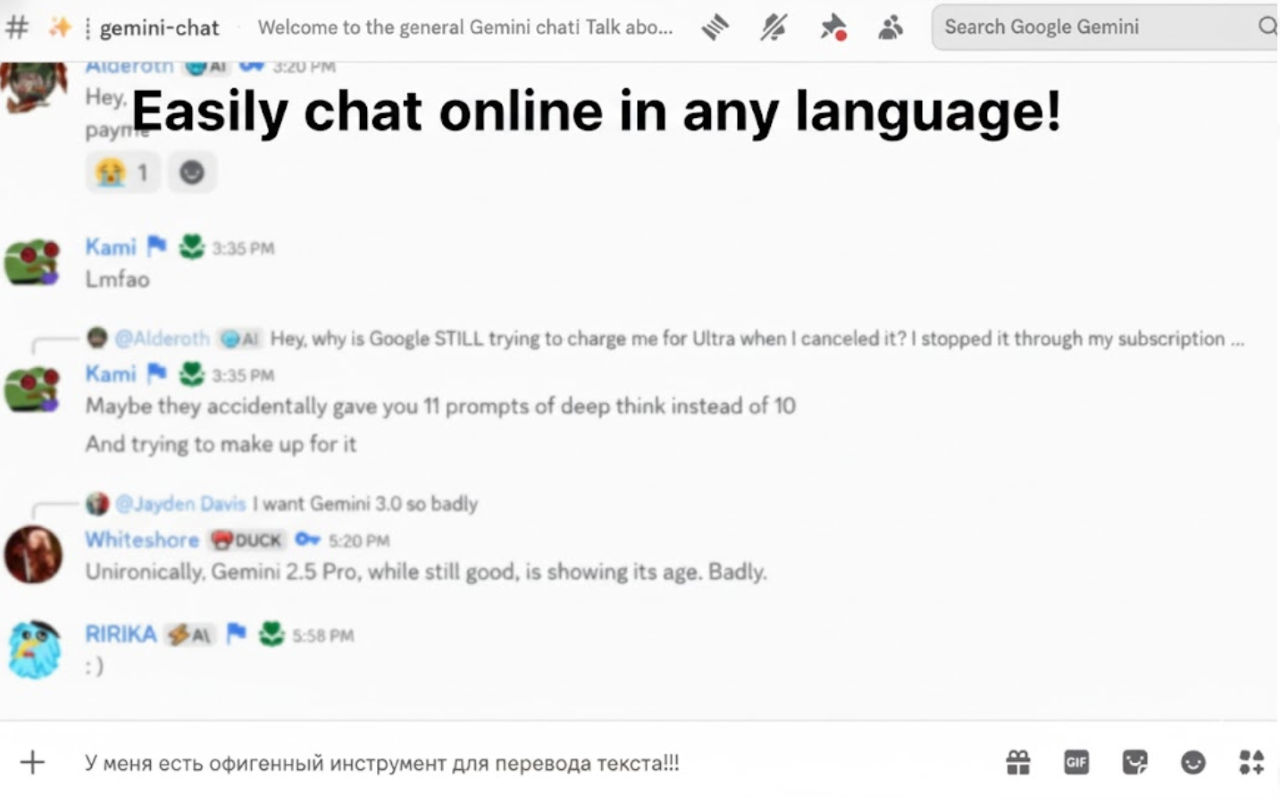 # ✨ ⁝ gemini-chat Welcome to the general Gemini chati Talk abo... Search Google Gemini
Alderoth AI 3:20 PM
Hey,
Easily chat online in any language!
1
Kami 3:35 PM
Lmfao
@Alderoth AI Hey, why is Google STILL trying to charge me for Ultra when I canceled it? I stopped it through my subscription ...
Kami 3:35 PM
Maybe they accidentally gave you 11 prompts of deep think instead of 10
And trying to make up for it
@Jayden Davis I want Gemini 3.0 so badly
Whiteshore DUCK 5:20 PM
Unironically, Gemini 2.5 Pro, while still good, is showing its age. Badly.
RIRIKA A\ 5:58 PM
: )
У меня есть офигенный инструмент для перевода текста!!!
GIF